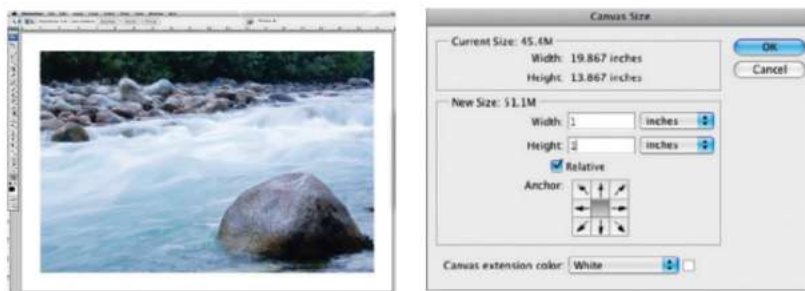 Canvas Size
Current Size: 45.4M
Width: 19.867 inches
Height: 13.867 inches
OK
Cancel
New Size: 51.1M
Width: 1 inches
Height: 1 inches
Relative
Anchor:
Canvas extension color: White